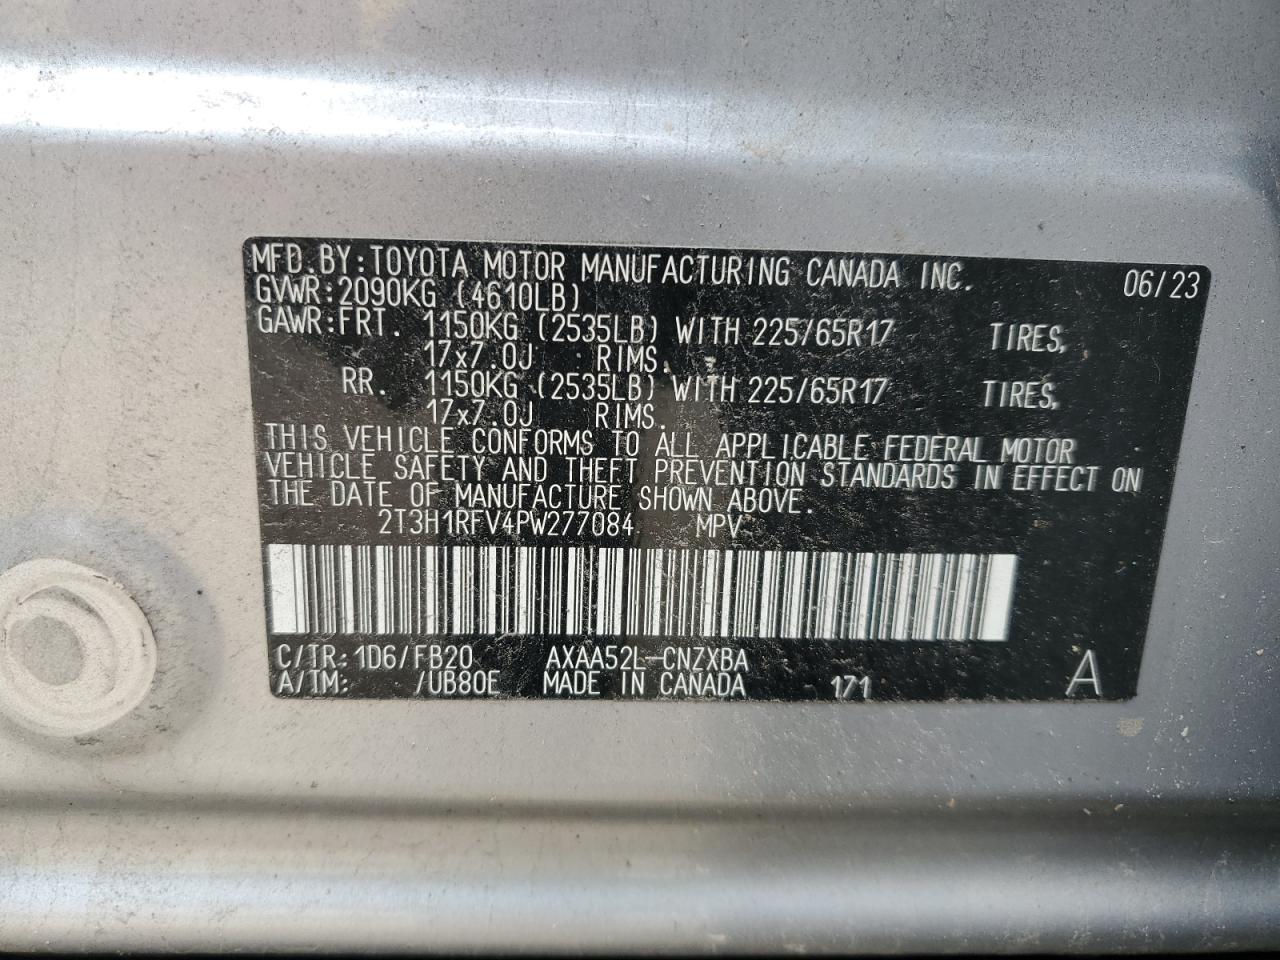 MFD.BY:TOYOTA MOTOR MANUFACTURING CANADA INC. 06/23
GVWR:2090KG (4610LB)
GAWR:FRT. 1150KG (2535LB) WITH 225/65R17 TIRES,
17x7.0J RIMS.
RR. 1150KG (2535LB) WITH 225/65R17 TIRES,
17x7.0J RIMS.
THIS VEHICLE CONFORMS TO ALL APPLICABLE FEDERAL MOTOR
VEHICLE SAFETY AND THEFT PREVENTION STANDARDS IN EFFECT ON
THE DATE OF MANUFACTURE SHOWN ABOVE.
2T3H1RFV4PW277084 MPV
C/TR:1D6/FB20 AXAA52L-CNZXBA
A/TM: /UB80E MADE IN CANADA 171 A